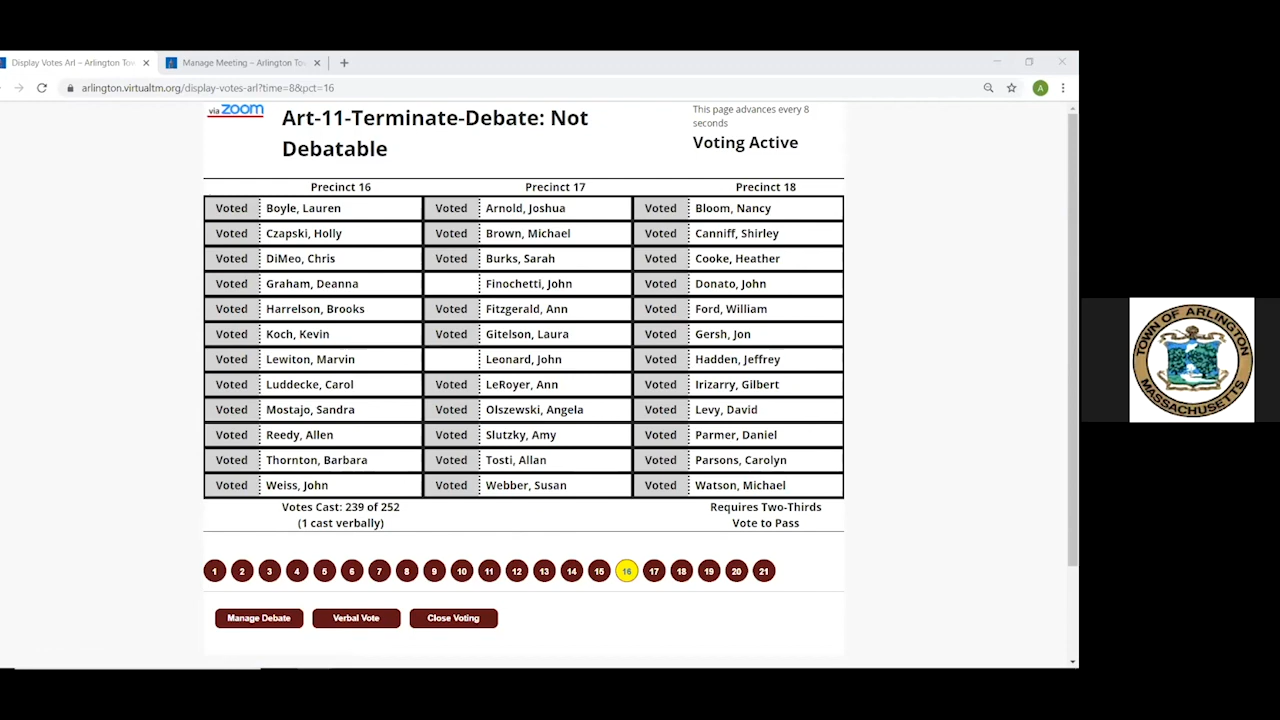 Display Votes Arl – Arlington Tow
Manage Meeting – Arlington To
arlington.virtualtm.org/display-votes-arl?time=8&pct=16
A
via zoom
Art-11-Terminate-Debate: Not
Debatable
This page advances every 8
seconds
Voting Active
Precinct 16 Precinct 17 Precinct 18
Voted Boyle, Lauren Voted Arnold, Joshua Voted Bloom, Nancy
Voted Czapski, Holly Voted Brown, Michael Voted Canniff, Shirley
Voted DiMeo, Chris Voted Burks, Sarah Voted Cooke, Heather
Voted Graham, Deanna Finochetti, John Voted Donato, John
Voted Harrelson, Brooks Voted Fitzgerald, Ann Voted Ford, William
Voted Koch, Kevin Voted Gitelson, Laura Voted Gersh, Jon
Voted Lewiton, Marvin Leonard, John Voted Hadden, Jeffrey
Voted Luddecke, Carol Voted LeRoyer, Ann Voted Irizarry, Gilbert
Voted Mostajo, Sandra Voted Olszewski, Angela Voted Levy, David
Voted Reedy, Allen Voted Slutzky, Amy Voted Parmer, Daniel
Voted Thornton, Barbara Voted Tosti, Allan Voted Parsons, Carolyn
Voted Weiss, John Voted Webber, Susan Voted Watson, Michael
Votes Cast: 239 of 252
(1 cast verbally)
Requires Two-Thirds
Vote to Pass
1 2 3 4 5 6 7 8 9 10 11 12 13 14 15 16 17 18 19 20 21
Manage Debate Verbal Vote Close Voting
TOWN OF ARLINGTON
MASSACHUSETTS